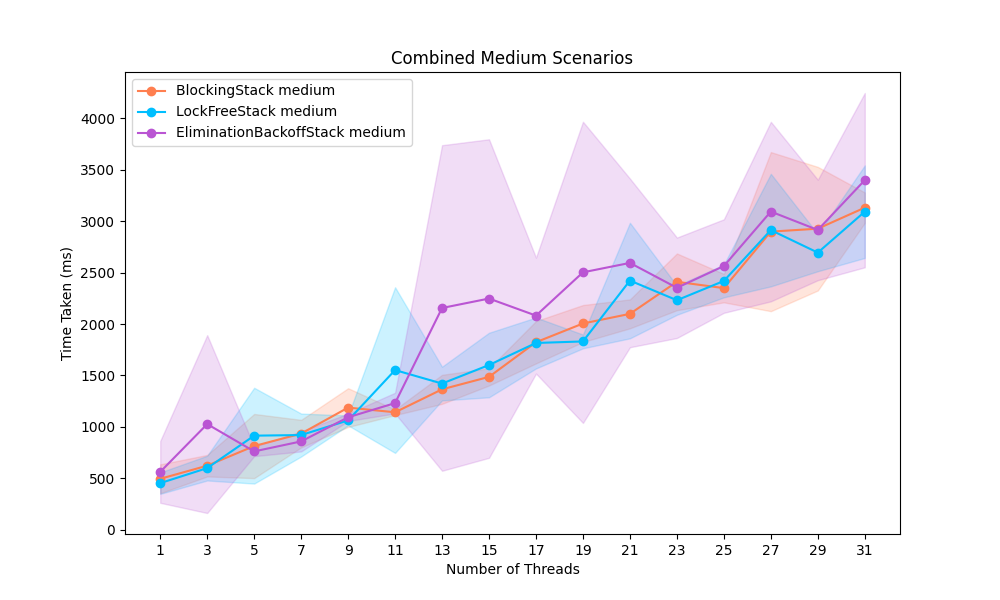 Combined Medium Scenarios
BlockingStack medium
LockFreeStack medium
EliminationBackoffStack medium
Time Taken (ms)
4000
3500
3000
2500
2000
1500
1000
500
0
1 3 5 7 9 11 13 15 17 19 21 23 25 27 29 31
Number of Threads